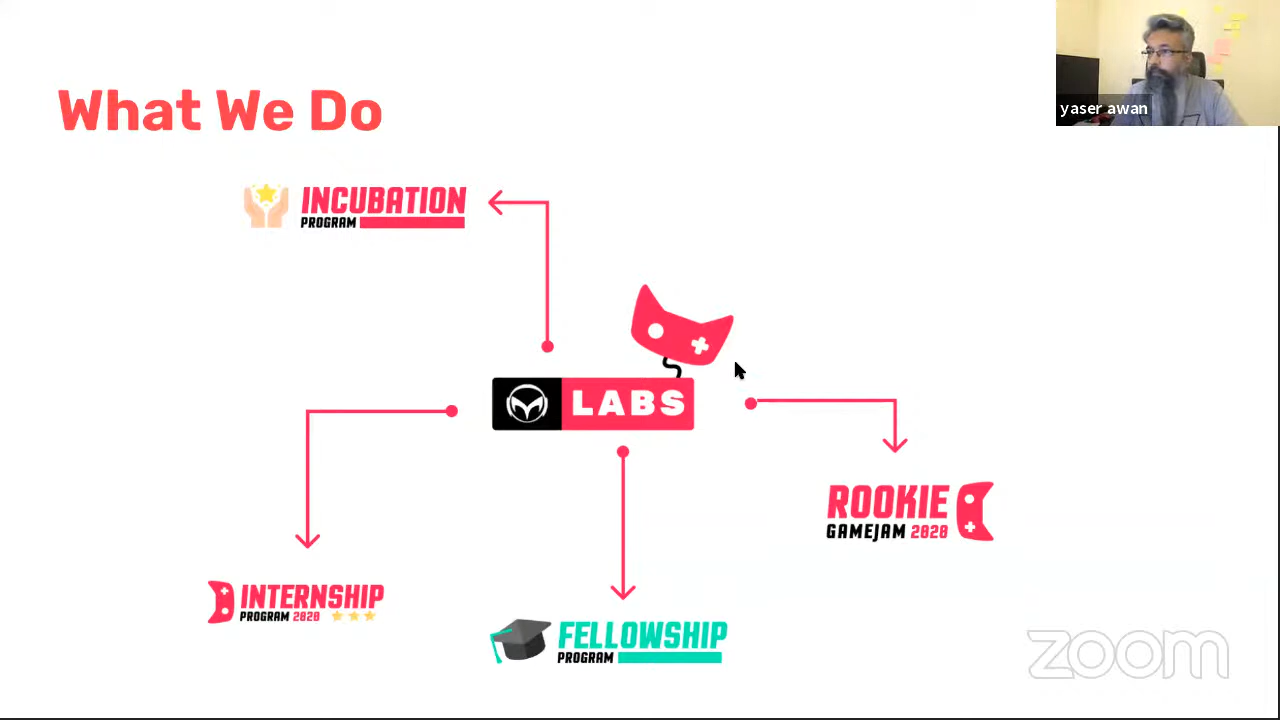 What We Do
yaser awan
INCUBATION
PROGRAM
LABS
ROOKIE
GAMEJAM 2020
INTERNSHIP
PROGRAM 2020
FELLOWSHIP
PROGRAM
zoom